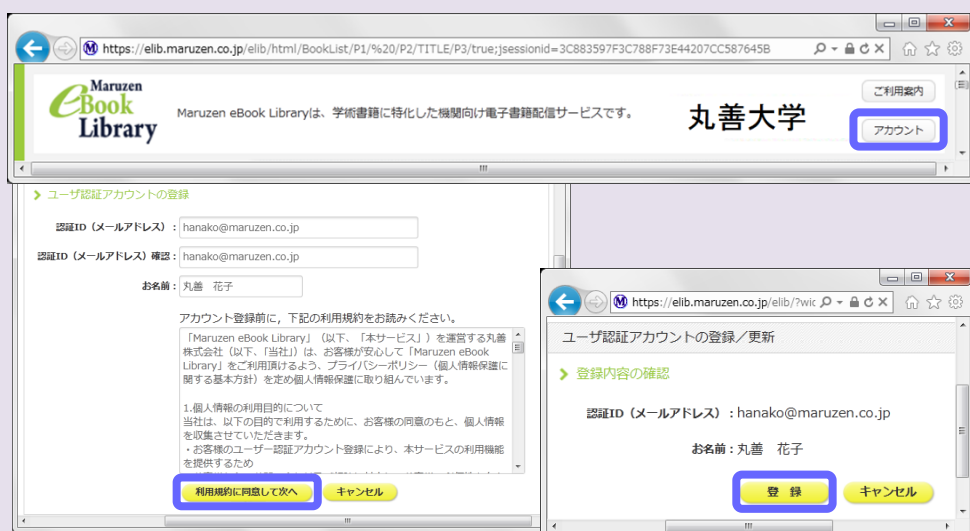 https://elib.maruzen.co.jp/elib/html/BookList/P1/%20/P2/TITLE/P3/true;jsessionid=3C883597F3C788F73E44207CC587645B
Maruzen
eBook
Library
Maruzen eBook Libraryは、学術書籍に特化した機関向け電子書籍配信サービスです。
丸善大学
ご利用案内
アカウント
ユーザ認証アカウントの登録
認証ID（メールアドレス）：hanako@maruzen.co.jp
認証ID（メールアドレス）確認：hanako@maruzen.co.jp
お名前：丸善　花子
アカウント登録前に，下記の利用規約をお読みください。
「Maruzen eBook Library」（以下、「本サービス」）を運営する丸善
株式会社（以下、「当社」）は、お客様が安心して「Maruzen eBook
Library」をご利用頂けるよう、プライバシーポリシー（個人情報保護に
関する基本方針）を定め個人情報保護に取り組んでいます。
1.個人情報の利用目的について
当社は、以下の目的で利用するために、お客様の同意のもと、個人情報
を収集させていただきます。
・お客様のユーザー認証アカウント登録により、本サービスの利用機能
を提供するため
利用規約に同意して次へ
キャンセル
https://elib.maruzen.co.jp/elib/?wic
ユーザ認証アカウントの登録／更新
登録内容の確認
認証ID（メールアドレス）：hanako@maruzen.co.jp
お名前：丸善　花子
登 録
キャンセル